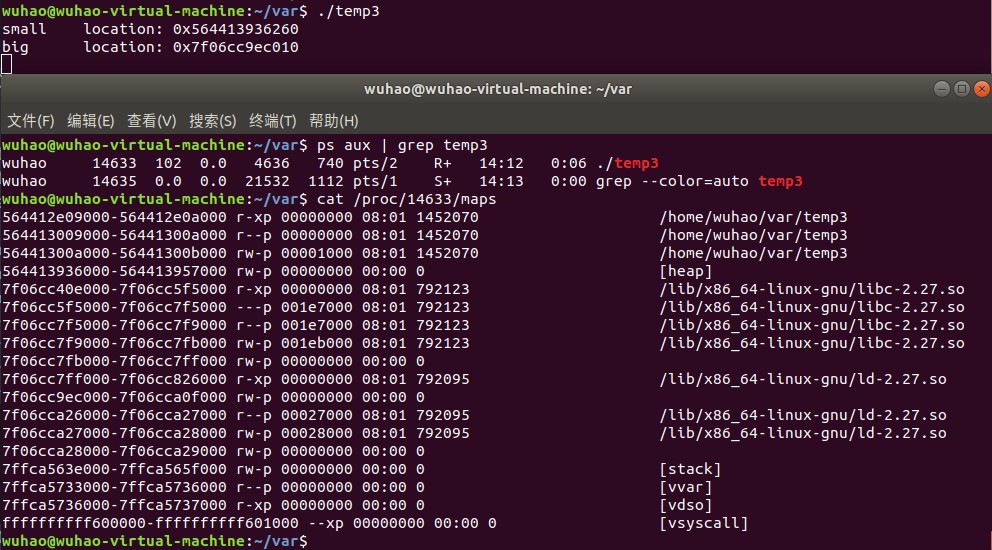 wuhao@wuhao-virtual-machine:~/var$ ./temp3
small    location: 0x564413936260
big      location: 0x7f06cc9ec010
wuhao@wuhao-virtual-machine: ~/var
文件(F) 编辑(E) 查看(V) 搜索(S) 终端(T) 帮助(H)
wuhao@wuhao-virtual-machine:~/var$ ps aux | grep temp3
wuhao     14633  102  0.0   4636   740 pts/2    R+   14:12   0:06 ./temp3
wuhao     14635  0.0  0.0  21532  1112 pts/1    S+   14:13   0:00 grep --color=auto temp3
wuhao@wuhao-virtual-machine:~/var$ cat /proc/14633/maps
564412e09000-564412e0a000 r-xp 00000000 08:01 1452070                    /home/wuhao/var/temp3
564413009000-56441300a000 r--p 00000000 08:01 1452070                    /home/wuhao/var/temp3
56441300a000-56441300b000 rw-p 00001000 08:01 1452070                    /home/wuhao/var/temp3
564413936000-564413957000 rw-p 00000000 00:00 0                          [heap]
7f06cc40e000-7f06cc5f5000 r-xp 00000000 08:01 792123                     /lib/x86_64-linux-gnu/libc-2.27.so
7f06cc5f5000-7f06cc7f5000 ---p 001e7000 08:01 792123                     /lib/x86_64-linux-gnu/libc-2.27.so
7f06cc7f5000-7f06cc7f9000 r--p 001e7000 08:01 792123                     /lib/x86_64-linux-gnu/libc-2.27.so
7f06cc7f9000-7f06cc7fb000 rw-p 001eb000 08:01 792123                     /lib/x86_64-linux-gnu/libc-2.27.so
7f06cc7fb000-7f06cc7ff000 rw-p 00000000 00:00 0
7f06cc7ff000-7f06cc826000 r-xp 00000000 08:01 792095                     /lib/x86_64-linux-gnu/ld-2.27.so
7f06cc9ec000-7f06cca0f000 rw-p 00000000 00:00 0
7f06cca26000-7f06cca27000 r--p 00027000 08:01 792095                     /lib/x86_64-linux-gnu/ld-2.27.so
7f06cca27000-7f06cca28000 rw-p 00028000 08:01 792095                     /lib/x86_64-linux-gnu/ld-2.27.so
7f06cca28000-7f06cca29000 rw-p 00000000 00:00 0
7ffca563e000-7ffca565f000 rw-p 00000000 00:00 0                          [stack]
7ffca5733000-7ffca5736000 r--p 00000000 00:00 0                          [vvar]
7ffca5736000-7ffca5737000 r-xp 00000000 00:00 0                          [vdso]
ffffffffff600000-ffffffffff601000 --xp 00000000 00:00 0                  [vsyscall]
wuhao@wuhao-virtual-machine:~/var$